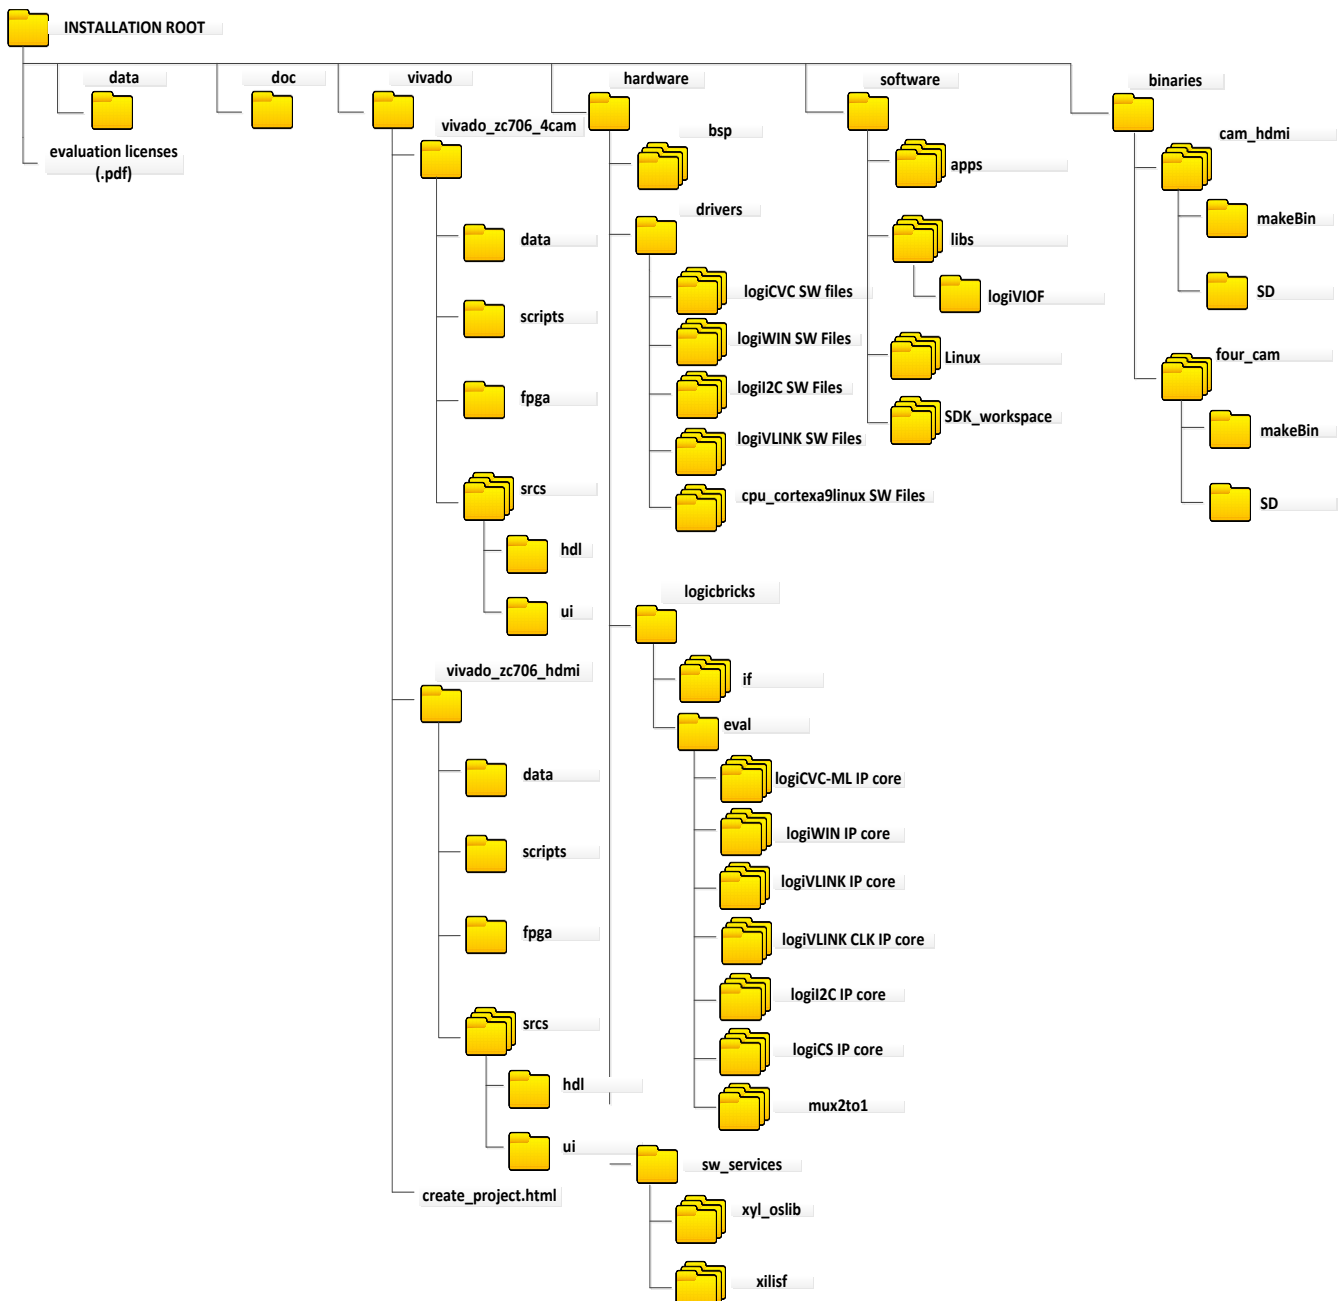 INSTALLATION ROOT
data
doc
vivado
hardware
software
binaries
evaluation licenses
(.pdf)
vivado_zc706_4cam
data
scripts
fpga
srcs
hdl
ui
vivado_zc706_hdmi
data
scripts
fpga
srcs
hdl
ui
create_project.html
bsp
drivers
logiCVC SW files
logiWIN SW Files
logiI2C SW Files
logiVLINK SW Files
cpu_cortexa9linux SW Files
logicbricks
if
eval
logiCVC-ML IP core
logiWIN IP core
logiVLINK IP core
logiVLINK CLK IP core
logiI2C IP core
logiCS IP core
mux2to1
sw_services
xyl_oslib
xilisf
apps
libs
logiVIOF
Linux
SDK_workspace
cam_hdmi
makeBin
SD
four_cam
makeBin
SD